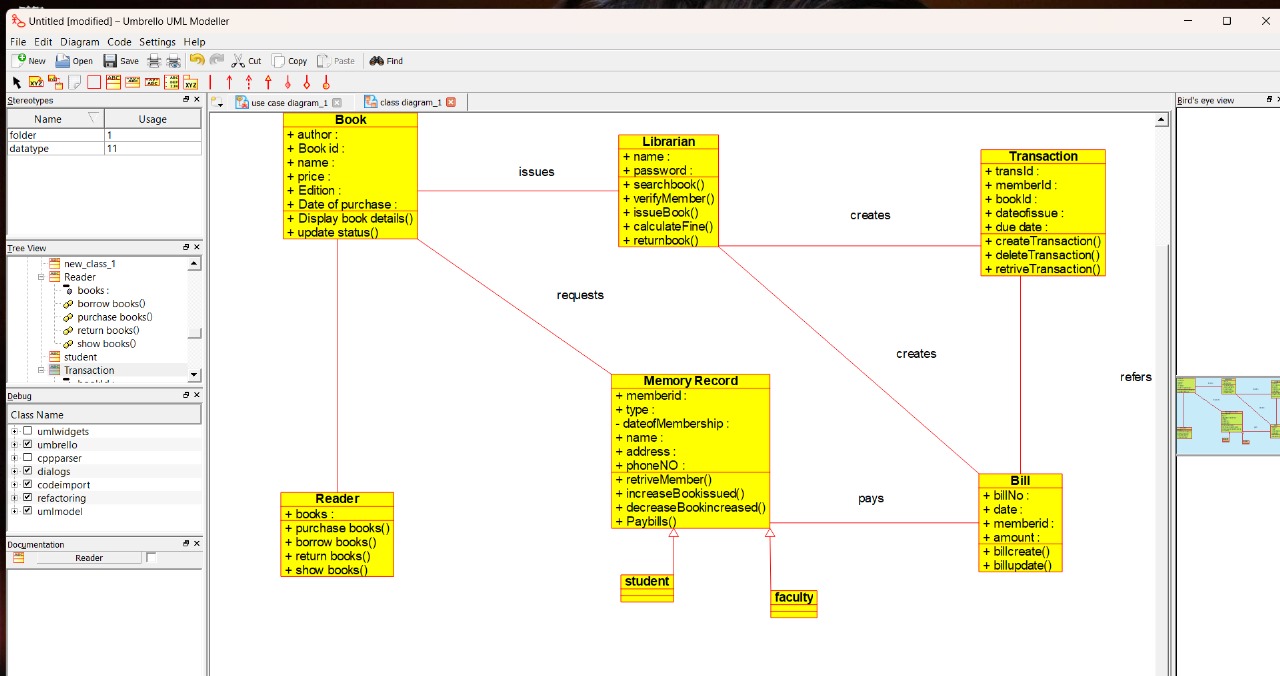 Untitled [modified] – Umbrello UML Modeller
File Edit Diagram Code Settings Help
New Open Save Cut Copy Paste Find
Stereotypes
Name Usage
folder 1
datatype 11
Tree View
new_class_1
Reader
books :
borrow books()
purchase books()
return books()
show books()
student
Transaction
Debug
Class Name
umlwidgets
umbrello
cppparser
dialogs
codeimport
refactoring
umlmodel
Documentation
Reader
use case diagram_1
class diagram_1
Book
+ author :
+ Book id :
+ name :
+ price :
+ Edition :
+ Date of purchase :
+ Display book details()
+ update status()
issues
Librarian
+ name :
+ password :
+ searchbook()
+ verifyMember()
+ issueBook()
+ calculateFine()
+ returnbook()
creates
Transaction
+ transId :
+ memberId :
+ bookId :
+ dateofissue :
+ due date :
+ createTransaction()
+ deleteTransaction()
+ retriveTransaction()
requests
creates
refers
Memory Record
+ memberid :
+ type :
- dateofMembership :
+ name :
+ address :
+ phoneNO :
+ retriveMember()
+ increaseBookissued()
+ decreaseBookincreased()
+ Paybills()
pays
Bill
+ billNo :
+ date :
+ memberid :
+ amount :
+ billcreate()
+ billupdate()
Reader
+ books :
+ purchase books()
+ borrow books()
+ return books()
+ show books()
student
faculty
Bird's eye view